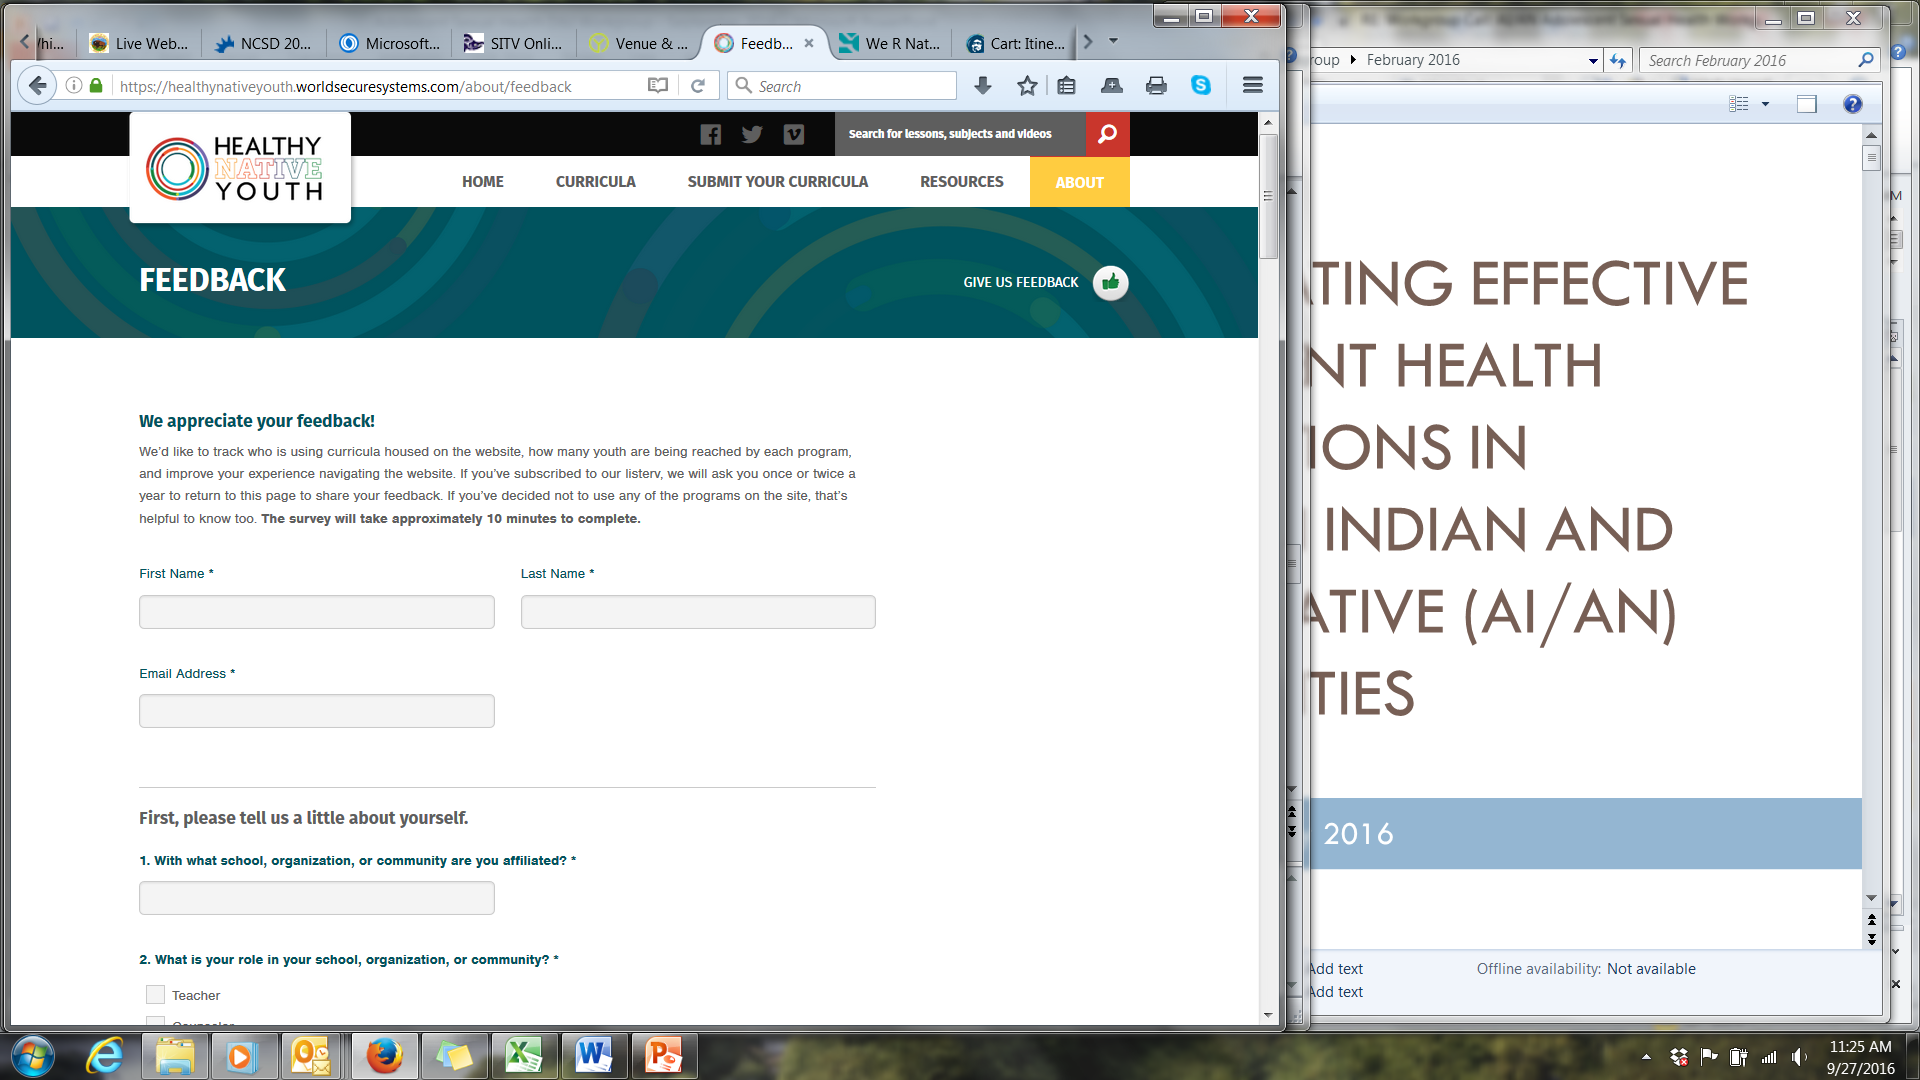 Live Web...
NCSD 20...
Microsoft...
SITV Onli...
Venue & ...
Feedb...
We R Nat...
Cart: Itine...
https://healthynativeyouth.worldsecuresystems.com/about/feedback
Search
HEALTHY
NATIVE
YOUTH
Search for lessons, subjects and videos
HOME
CURRICULA
SUBMIT YOUR CURRICULA
RESOURCES
ABOUT
FEEDBACK
GIVE US FEEDBACK
We appreciate your feedback!
We'd like to track who is using curricula housed on the website, how many youth are being reached by each program,
and improve your experience navigating the website. If you've subscribed to our listerv, we will ask you once or twice a
year to return to this page to share your feedback. If you've decided not to use any of the programs on the site, that's
helpful to know too. The survey will take approximately 10 minutes to complete.
First Name *
Last Name *
Email Address *
First, please tell us a little about yourself.
1. With what school, organization, or community are you affiliated? *
2. What is your role in your school, organization, or community? *
Teacher
Counselor
roup
February 2016
Search February 2016
TING EFFECTIVE
NT HEALTH
IONS IN
INDIAN AND
ATIVE (AI/AN)
TIES
2016
Add text
Offline availability: Not available
Add text
11:25 AM
9/27/2016